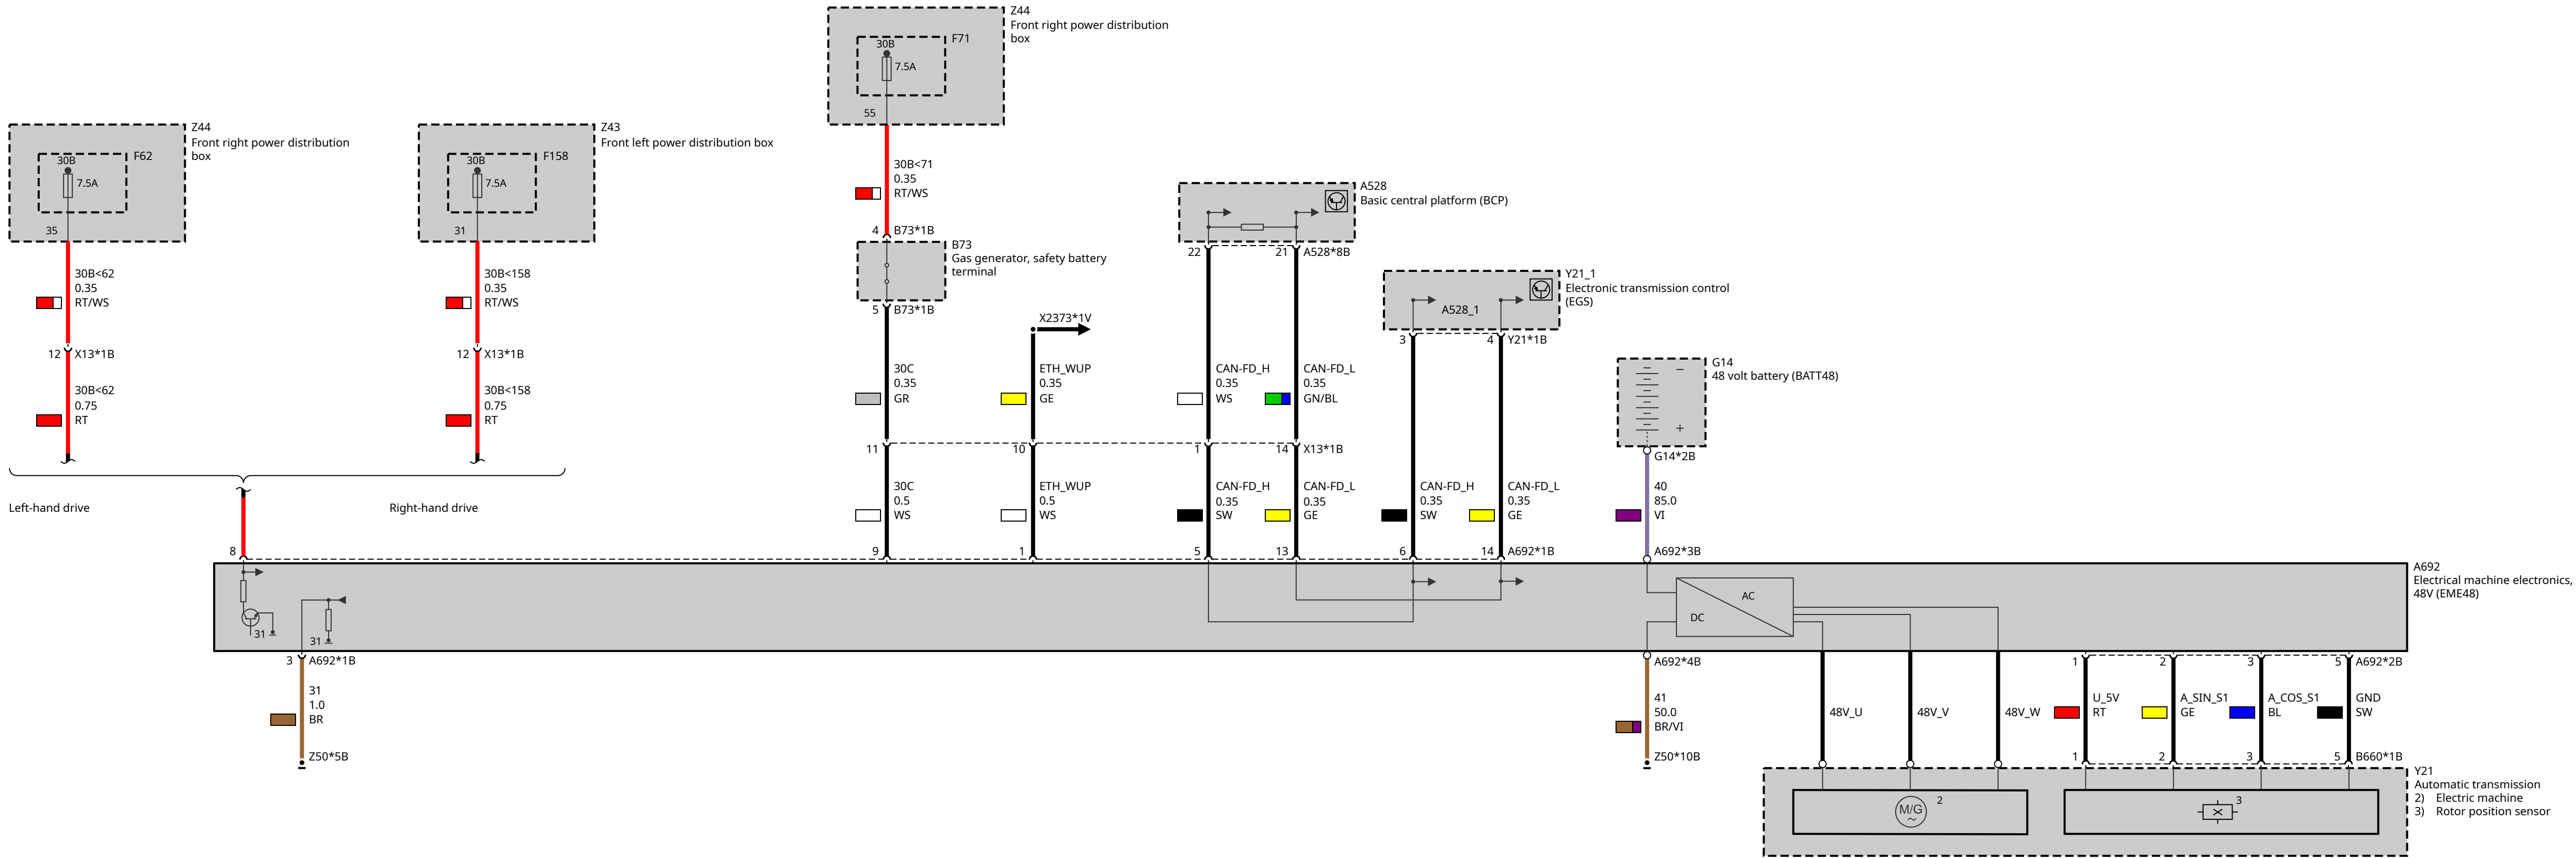 Z44
Front right power distribution
box
F71
30B
7.5A
55
Z44
Front right power distribution
box
F62
30B
7.5A
35
Z43
Front left power distribution box
F158
30B
7.5A
31
30B<71
0.35
RT/WS
4 B73*1B
B73
Gas generator, safety battery
terminal
5 B73*1B
A528
Basic central platform (BCP)
22 21 A528*8B
Y21_1
Electronic transmission control
(EGS)
A528_1
3 4 Y21*1B
30B<62
0.35
RT/WS
30B<158
0.35
RT/WS
X2373*1V
12 X13*1B
12 X13*1B
30B<62
0.75
RT
30B<158
0.75
RT
30C
0.35
GR
ETH_WUP
0.35
GE
CAN-FD_H
0.35
WS
CAN-FD_L
0.35
GN/BL
G14
48 volt battery (BATT48)
−
+
G14*2B
11 10 1 14 X13*1B
Left-hand drive
Right-hand drive
30C
0.5
WS
ETH_WUP
0.5
WS
CAN-FD_H
0.35
SW
CAN-FD_L
0.35
GE
CAN-FD_H
0.35
SW
CAN-FD_L
0.35
GE
40
85.0
VI
8 9 1 5 13 6 14 A692*1B
A692*3B
A692
Electrical machine electronics,
48V (EME48)
AC
DC
31
31
3 A692*1B
31
1.0
BR
Z50*5B
A692*4B
41
50.0
BR/VI
Z50*10B
48V_U
48V_V
48V_W
1 2 3 5 A692*2B
U_5V
RT
A_SIN_S1
GE
A_COS_S1
BL
GND
SW
1 2 3 5 B660*1B
Y21
Automatic transmission
2) Electric machine
3) Rotor position sensor
M/G
~
2
3